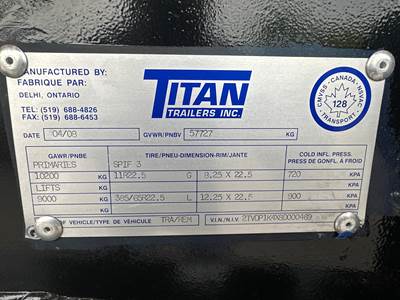 MANUFACTURED BY:
FABRIQUE PAR:
DELHI, ONTARIO
TEL: (519) 688-4826
FAX: (519) 688-6453
TITAN
TRAILERS INC.
CMVSS - CANADA - NSVAC
128
TRANSPORT
DATE 04/08 GVWR/PNBV 57727 KG
GAWR/PNBE TIRE/PNEU-DIMENSION-RIM/JANTE COLD INFL. PRESS.
PRESS DE GONFL. À FROID
PRIMARIES SPIF 3
10200 KG 11R22.5 G 8.25 X 22.5 720 KPA
LIFTS KG KPA
9000 KG 385/65R22.5 L 12.25 X 22.5 900 KPA
OF VEHICLE/TYPE DE VÉHICULE TRA/REM V.I.N./N.I.V.